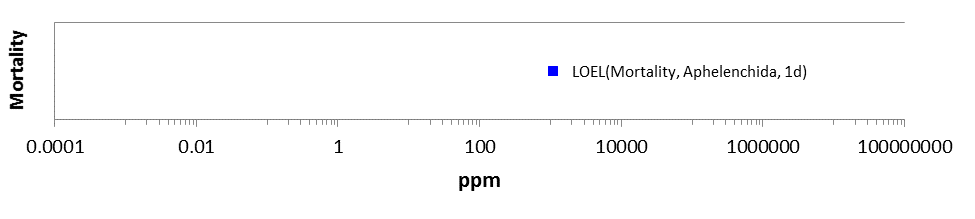 Mortality
LOEL(Mortality, Aphelenchida, 1d)
0.0001 0.01 1 100 10000 1000000 100000000
ppm